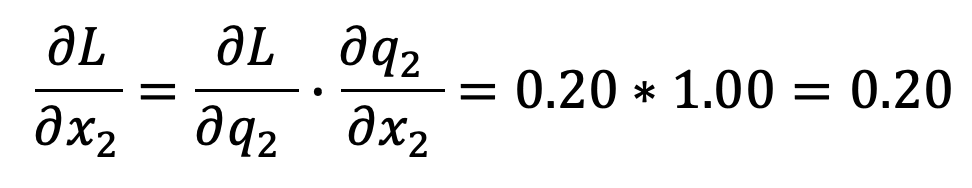 ∂L/∂x₂ = ∂L/∂q₂ · ∂q₂/∂x₂ = 0.20 * 1.00 = 0.20